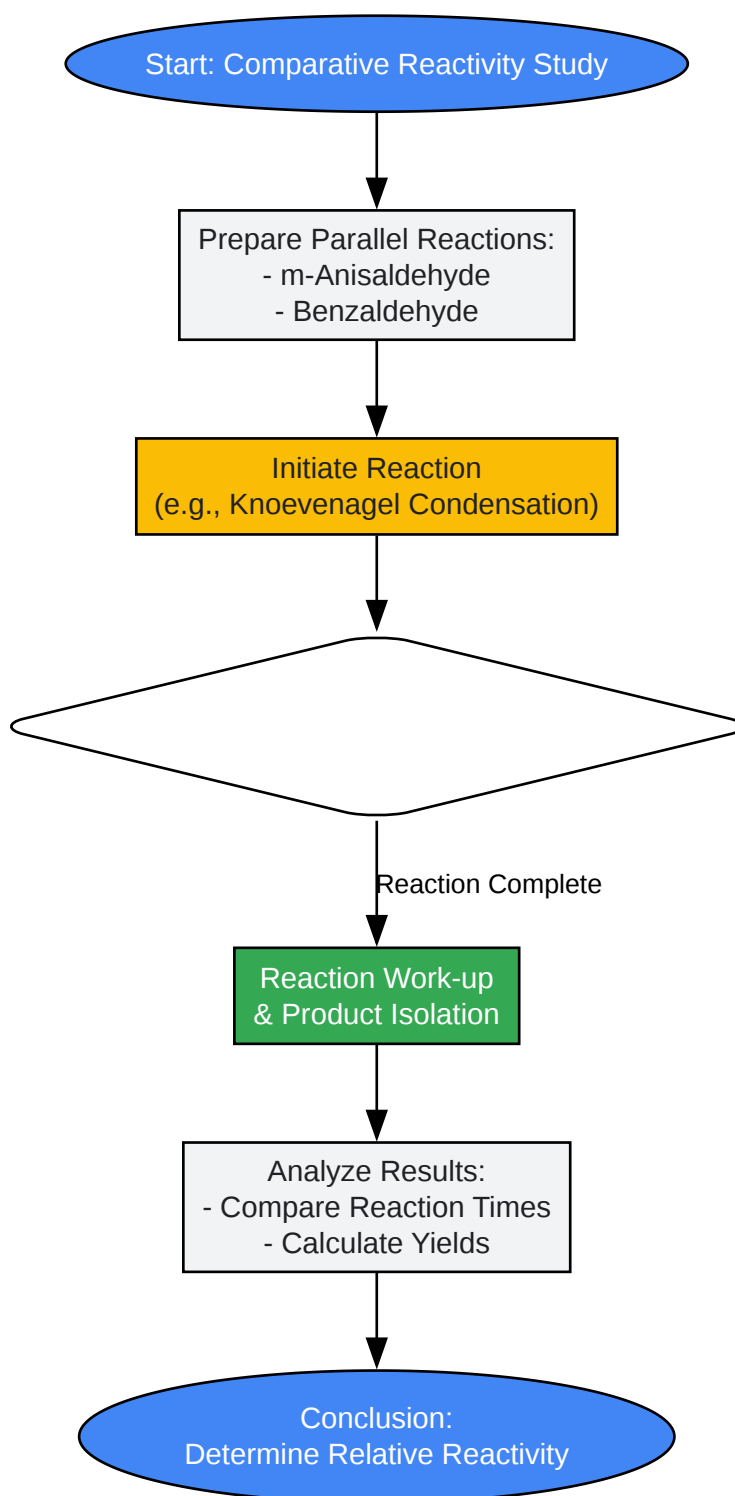 Start: Comparative Reactivity Study
Prepare Parallel Reactions:
- m-Anisaldehyde
- Benzaldehyde
Initiate Reaction
(e.g., Knoevenagel Condensation)
Reaction Complete
Reaction Work-up
& Product Isolation
Analyze Results:
- Compare Reaction Times
- Calculate Yields
Conclusion:
Determine Relative Reactivity